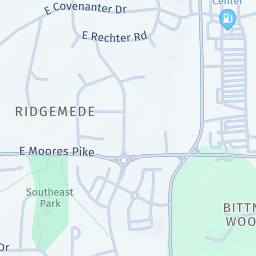 E Covenanter Dr
Center
E Rechter Rd
RIDGEMEDE
E Moores Pike
Southeast
Park
BITTN
WOO
Dr